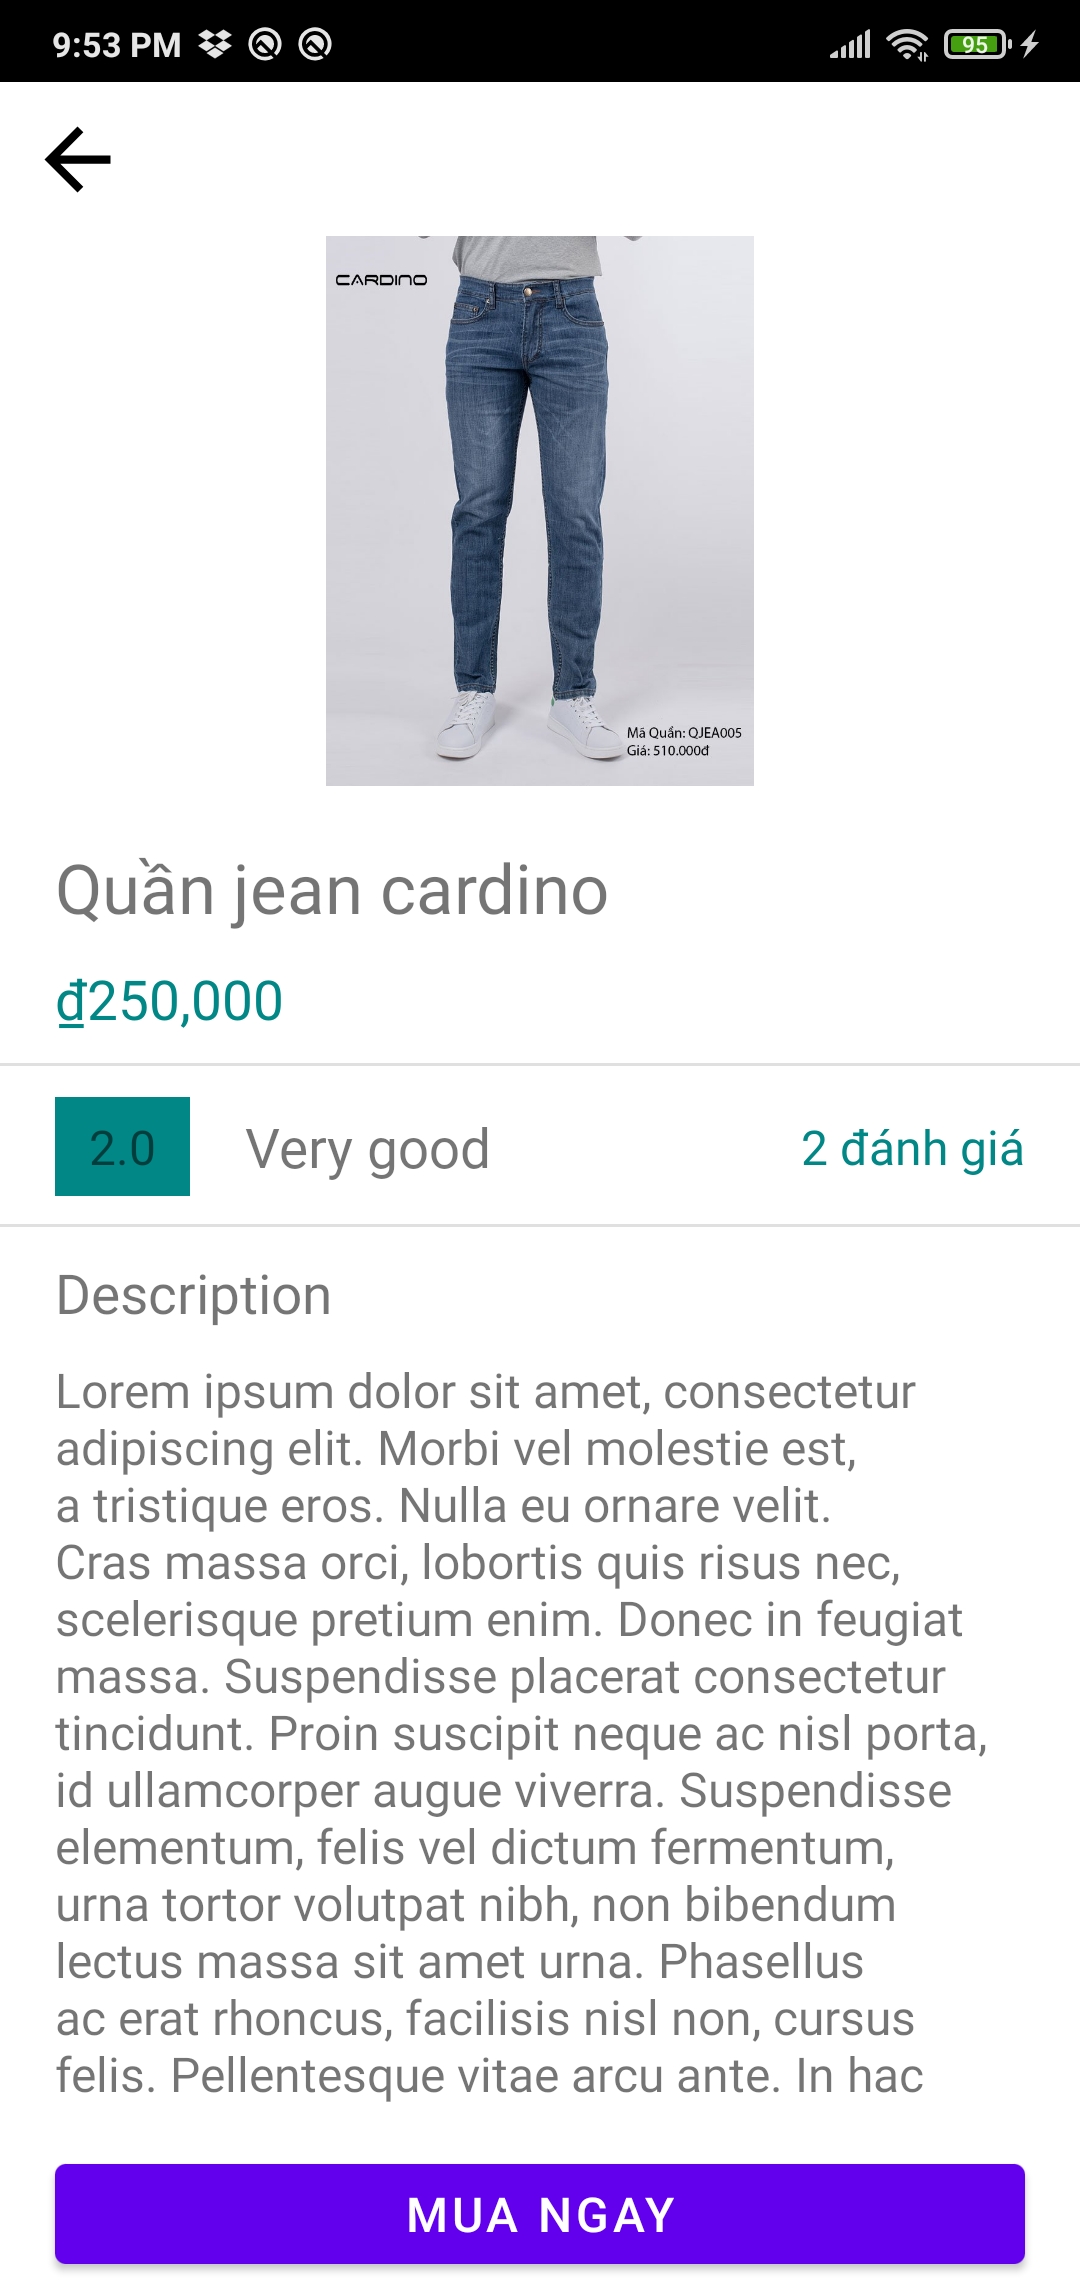 9:53 PM
95
CARDINO
Mã Quần: QJEA005
Giá: 510.000đ
Quần jean cardino
₫250,000
2.0 Very good 2 đánh giá
Description
Lorem ipsum dolor sit amet, consectetur
adipiscing elit. Morbi vel molestie est,
a tristique eros. Nulla eu ornare velit.
Cras massa orci, lobortis quis risus nec,
scelerisque pretium enim. Donec in feugiat
massa. Suspendisse placerat consectetur
tincidunt. Proin suscipit neque ac nisl porta,
id ullamcorper augue viverra. Suspendisse
elementum, felis vel dictum fermentum,
urna tortor volutpat nibh, non bibendum
lectus massa sit amet urna. Phasellus
ac erat rhoncus, facilisis nisl non, cursus
felis. Pellentesque vitae arcu ante. In hac
MUA NGAY